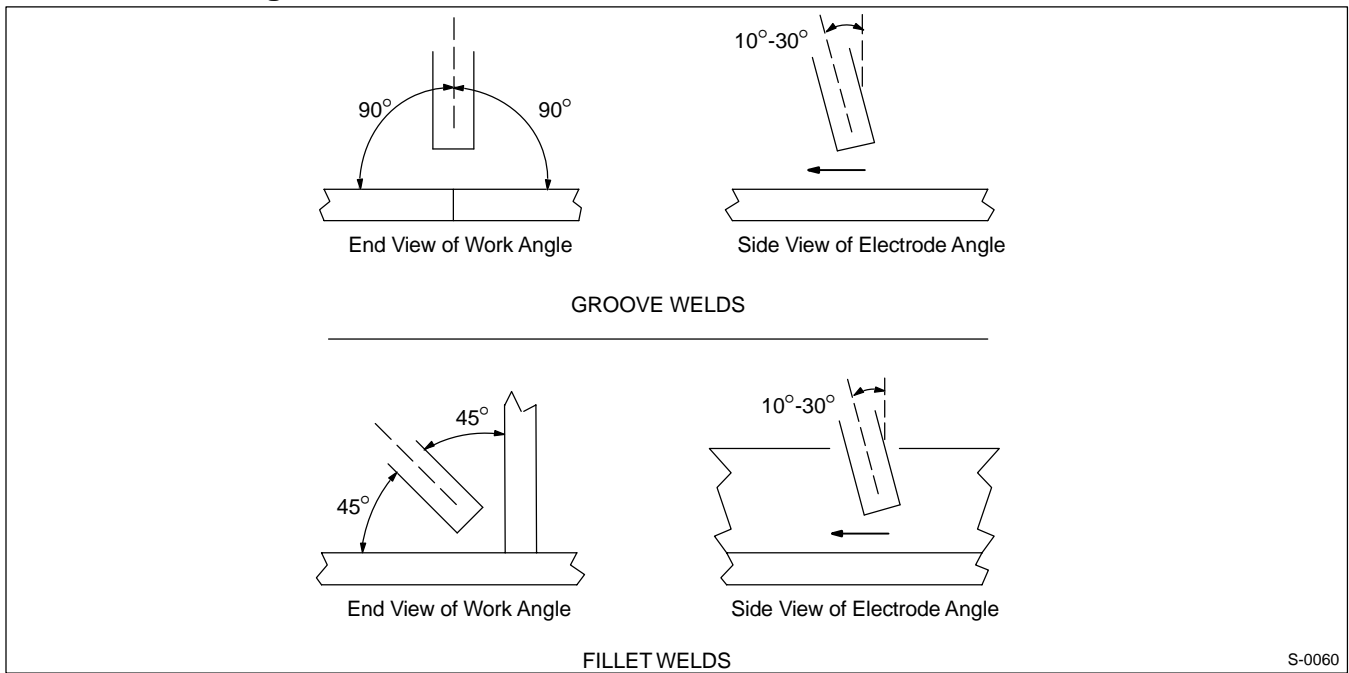 10°-30°
90° 90°
End View of Work Angle Side View of Electrode Angle
GROOVE WELDS
45°
10°-30°
45°
End View of Work Angle Side View of Electrode Angle
FILLET WELDS
S-0060